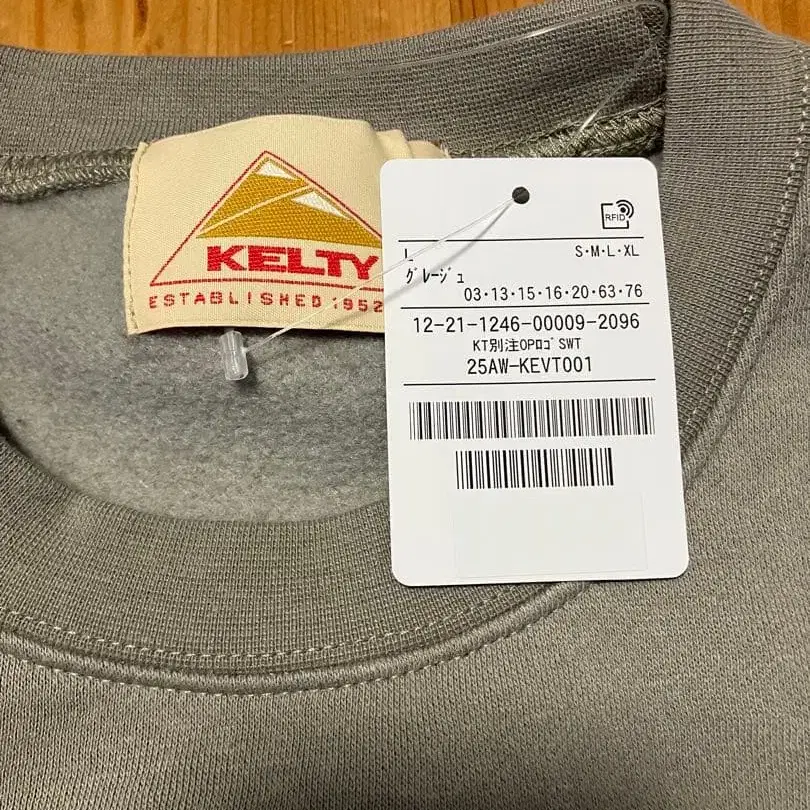 KELTY
ESTABLISHED 1952
RFID
L S・M・L・XL
ｸﾞﾚｰｼﾞｭ
03・13・15・16・20・63・76
12-21-1246-00009-2096
KT別注OPﾛｺﾞSWT
25AW-KEVT001